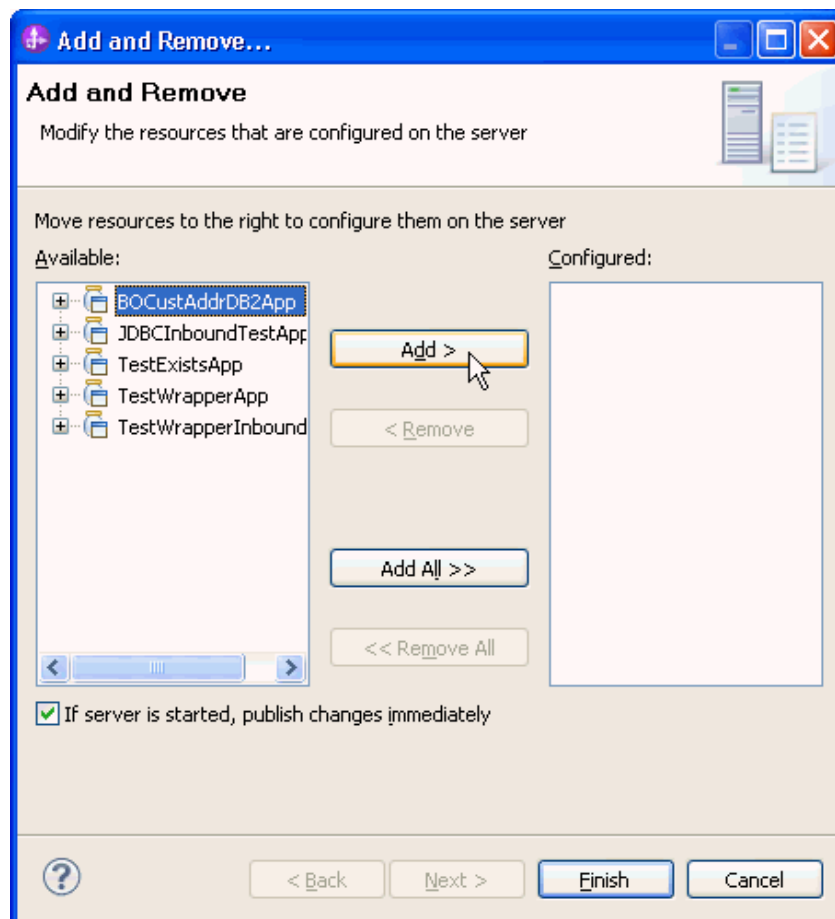 Add and Remove...
Add and Remove
Modify the resources that are configured on the server
Move resources to the right to configure them on the server
Available:
Configured:
BOCustAddrDB2App
JDBCInboundTestApp
TestExistsApp
TestWrapperApp
TestWrapperInbound
Add >
< Remove
Add All >>
<< Remove All
If server is started, publish changes immediately
?
< Back
Next >
Finish
Cancel